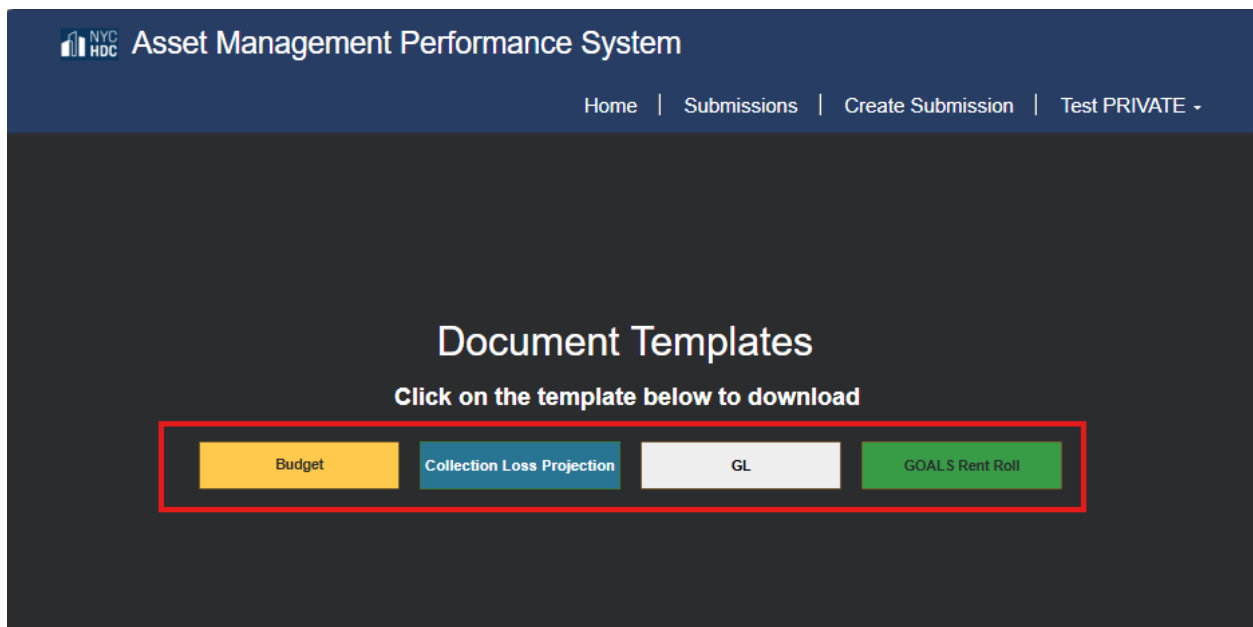 NYC
HDC
Asset Management Performance System
Home | Submissions | Create Submission | Test PRIVATE
Document Templates
Click on the template below to download
Budget
Collection Loss Projection
GL
GOALS Rent Roll